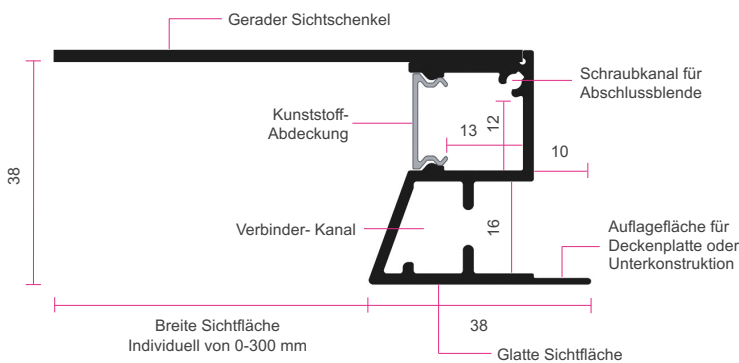 Gerader Sichtschenkel
Schraubkanal für
Abschlussblende
Kunststoff-
Abdeckung
13
12
10
38
Verbinder- Kanal
16
Auflagefläche für
Deckenplatte oder
Unterkonstruktion
Breite Sichtfläche
Individuell von 0-300 mm
38
Glatte Sichtfläche